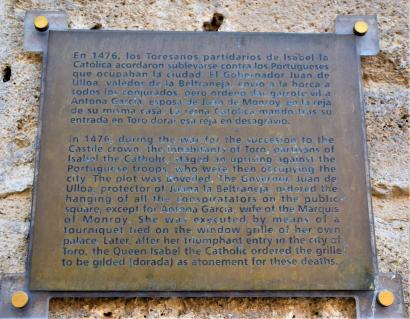 En 1476, los Toresanos partidarios de Isabel la
Católica acordaron sublevarse contra los Portugueses
que ocupaban la ciudad. El Gobernador Juan de
Ulloa, valedor de la Beltraneja, envió a la horca a
todos los conjurados, pero ordenó dar garrote vil a
Antona García, esposa de Juan de Monroy, en la reja
de su misma casa. La reina Católica mandó tras su
entrada en Toro dorar esa reja en desagravio.
In 1476, during the war for the succesion to the
Castile crown, the inhabitants of Toro, partisans of
Isabel the Catholic, staged an uprising against the
Portuguese troops, who were then occupying the
city. The plot was unveiled. The Governor, Juan de
Ulloa, protector of Juana la Beltraneja, ordered the
hanging of all the conspiratators on the public
square, except for Antona García, wife of the Marquis
of Monroy. She was executed by means of a
tourniquet tied on the window grille of her own
palace. Later, after her triumphant entry in the city of
Toro, the Queen Isabel the Catholic ordered the grille
to be gilded (dorada) as atonement for these deaths.